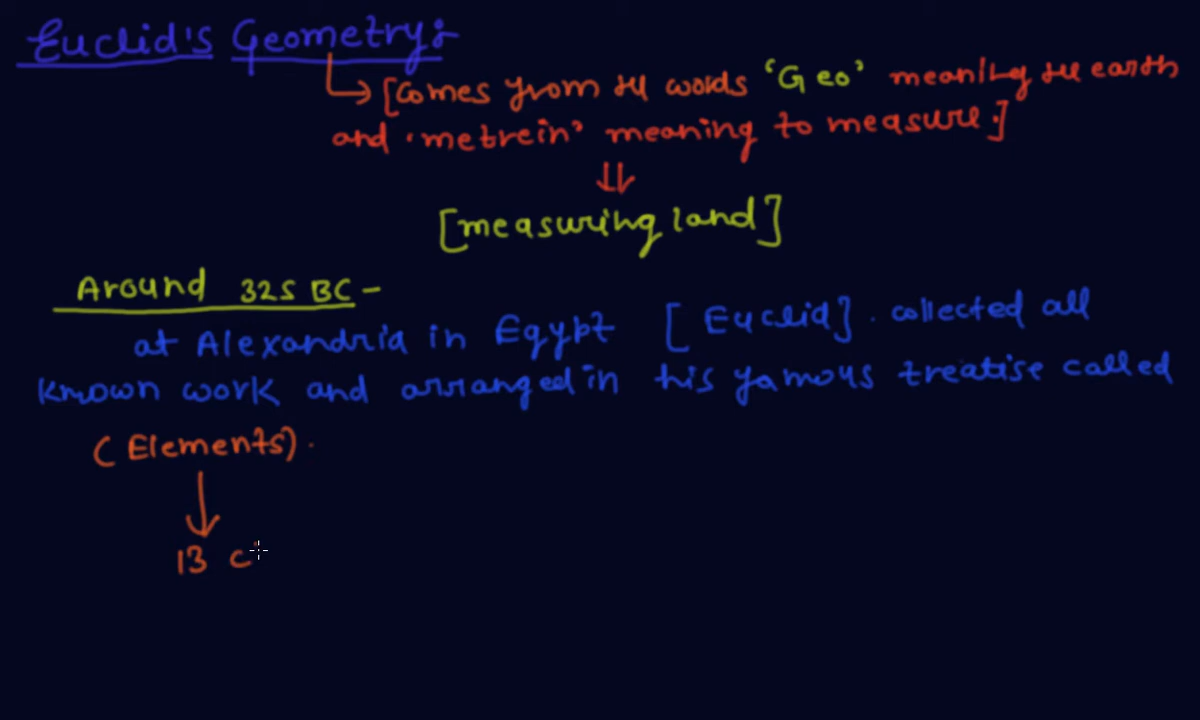 Euclid's Geometry:
[Comes from the words 'Geo' meaning the earth
and 'metrein' meaning to measure.]
[measuring land]
Around 325 BC -
at Alexandria in Egypt [Euclid]. collected all
known work and arranged in his famous treatise called
(Elements).
13 c